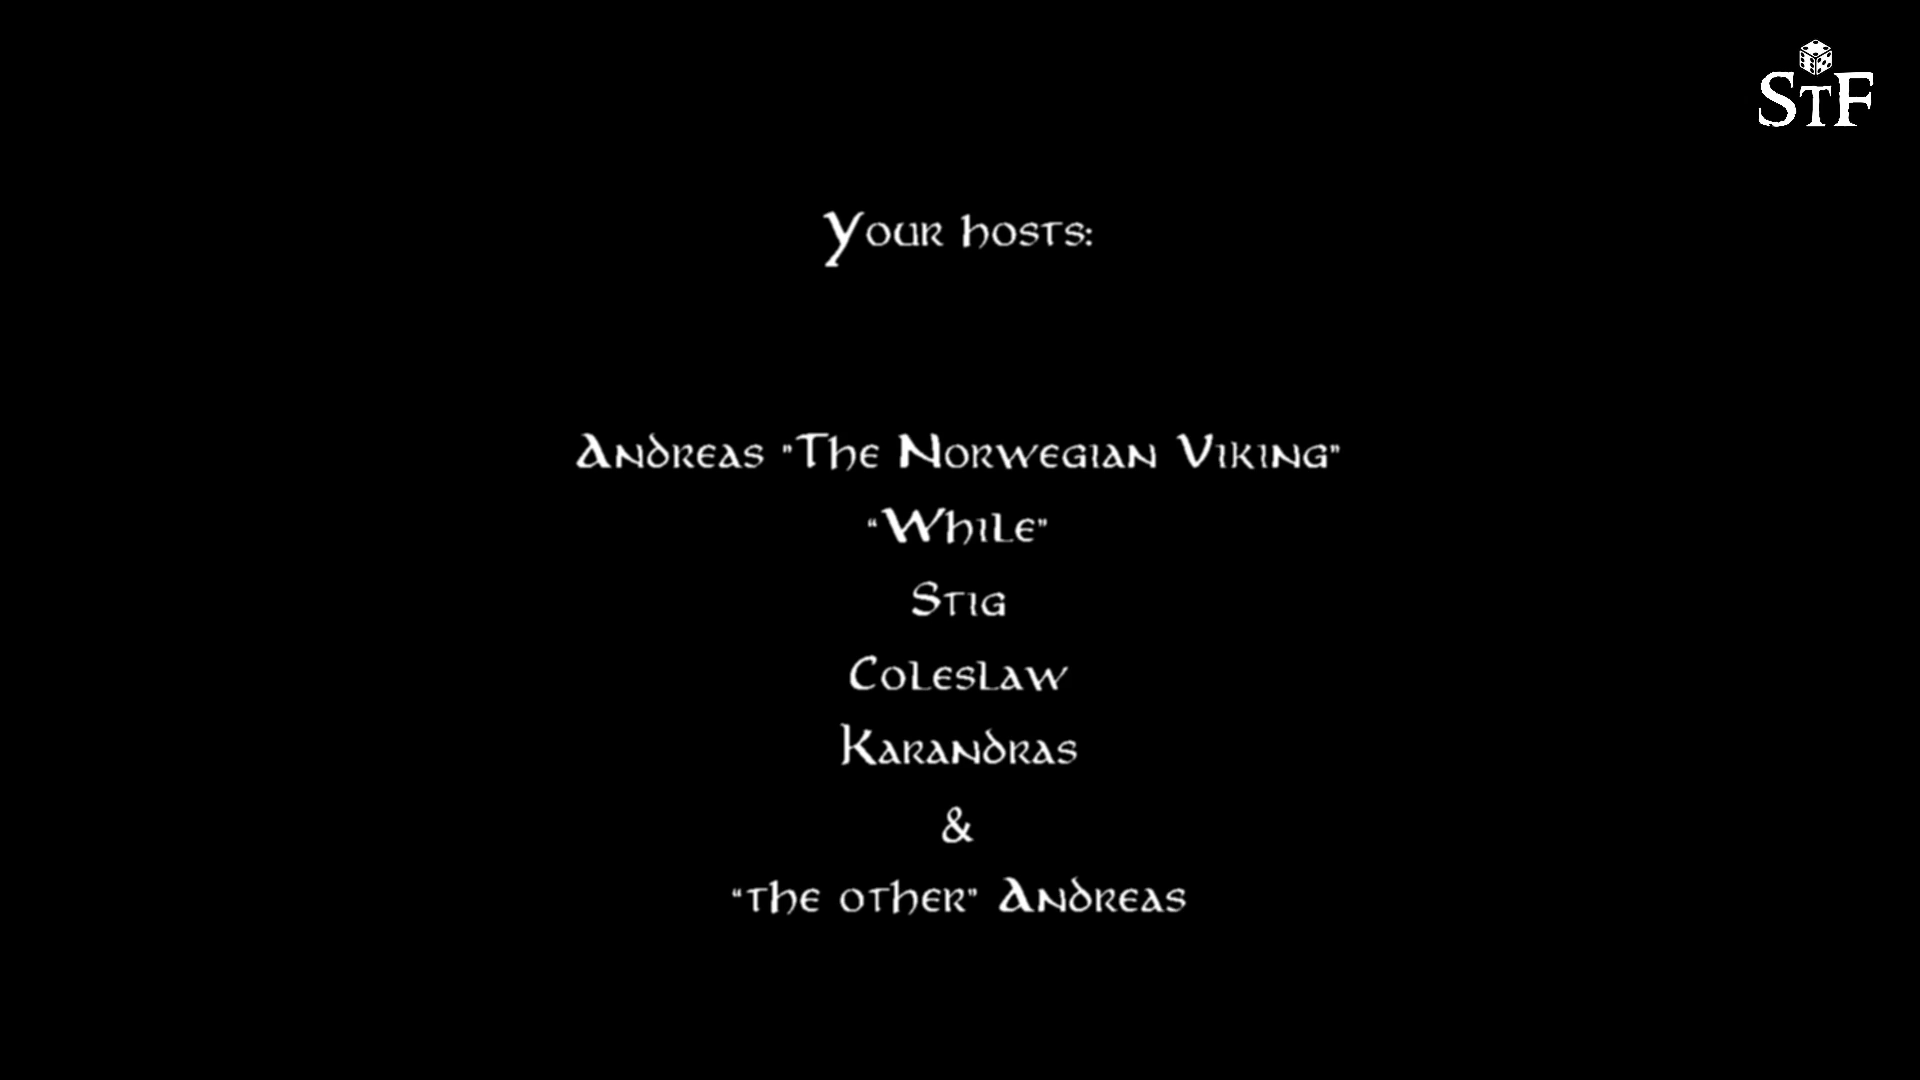 StF
Your hosts:
Andreas "The Norwegian Viking"
“While”
Stig
Coleslaw
Karandras
&
“the other” Andreas